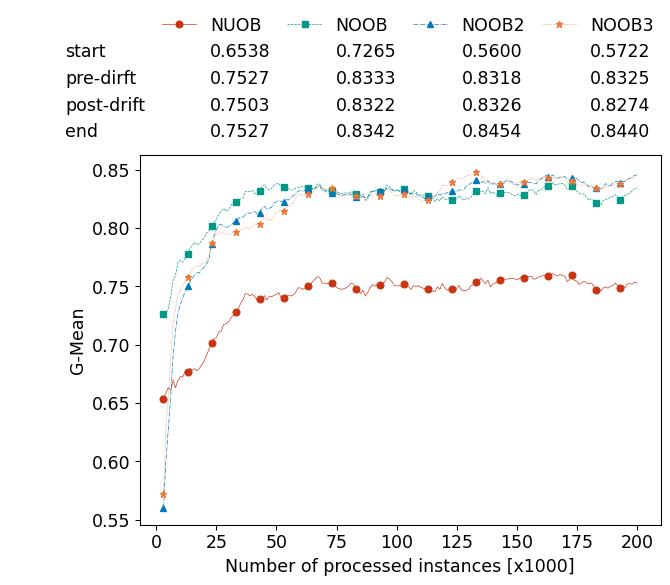 NUOB NOOB NOOB2 NOOB3
start 0.6538 0.7265 0.5600 0.5722
pre-dirft 0.7527 0.8333 0.8318 0.8325
post-drift 0.7503 0.8322 0.8326 0.8274
end 0.7527 0.8342 0.8454 0.8440
0.85
0.80
0.75
0.70
0.65
0.60
0.55
G-Mean
0 25 50 75 100 125 150 175 200
Number of processed instances [x1000]